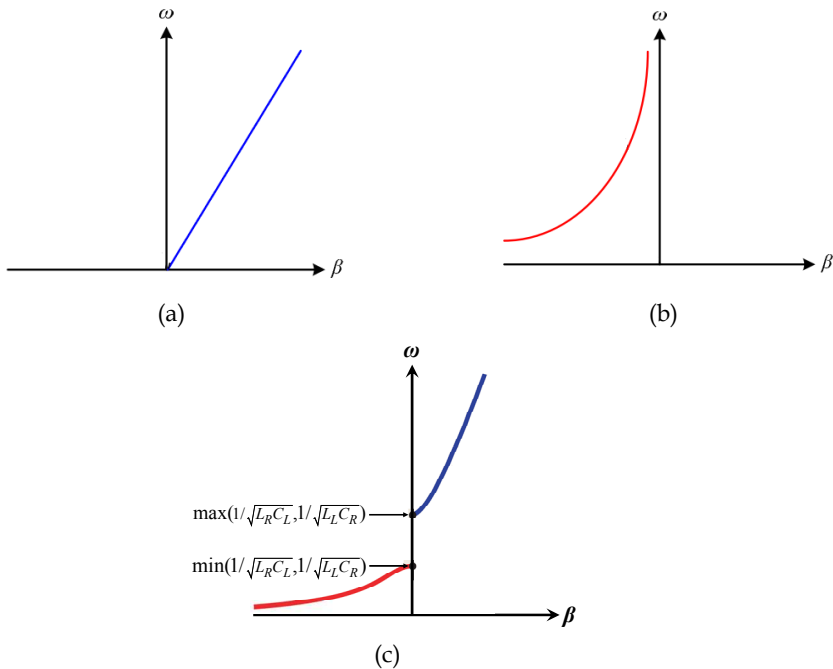 ω
β
(a)
ω
β
(b)
ω
max(1/√L_RC_L,1/√L_LC_R)
min(1/√L_RC_L,1/√L_LC_R)
β
(c)